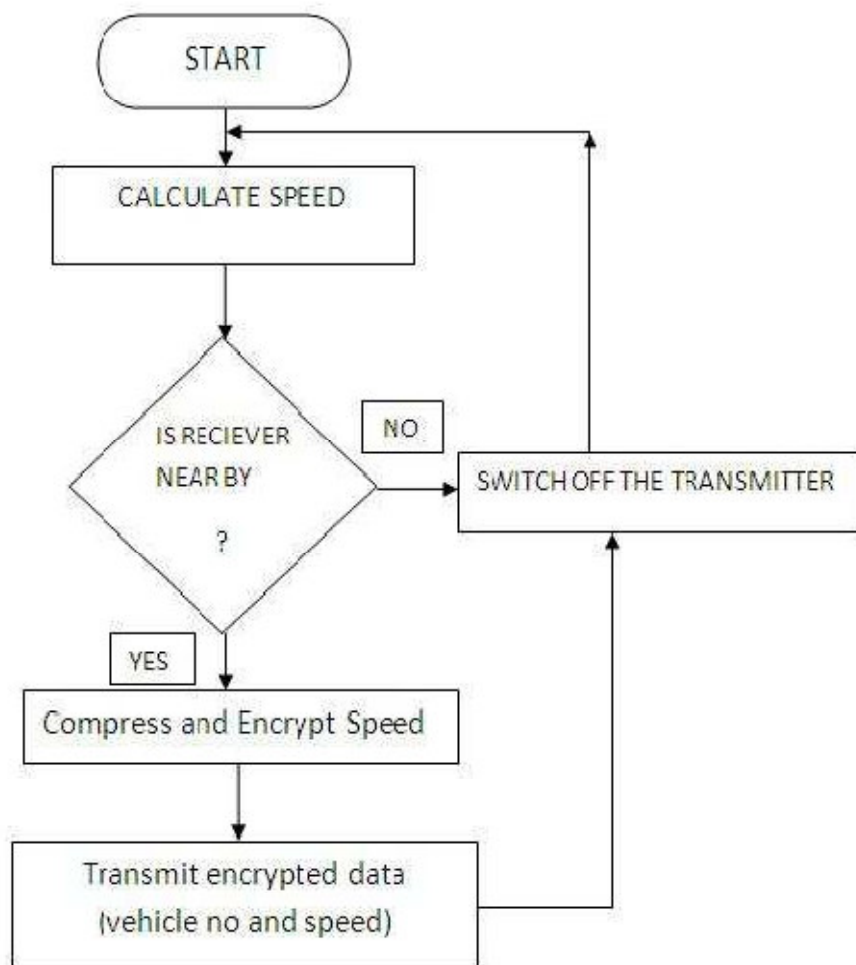 START
CALCULATE SPEED
IS RECIEVER
NEAR BY
?
NO
SWITCH OFF THE TRANSMITTER
YES
Compress and Encrypt Speed
Transmit encrypted data
(vehicle no and speed)